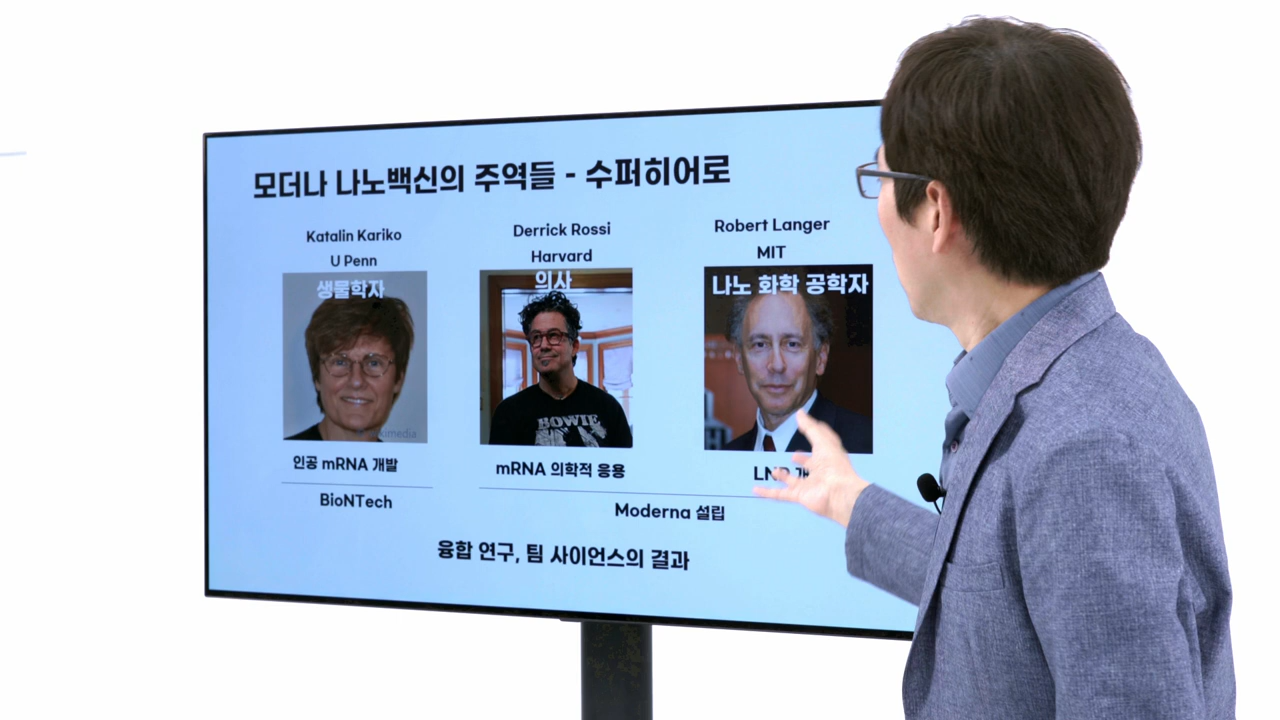 모더나 나노백신의 주역들 - 수퍼히어로
Katalin Kariko
U Penn
생물학자
인공 mRNA 개발
BioNTech
Derrick Rossi
Harvard
의사
BOWIE
mRNA 의학적 응용
Robert Langer
MIT
나노 화학 공학자
Moderna 설립
융합 연구, 팀 사이언스의 결과